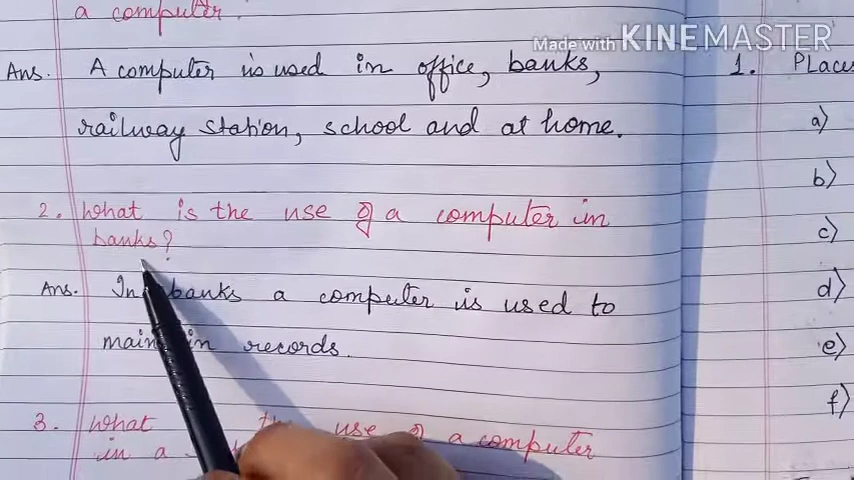 a computer.
Made with KINEMASTER
Ans. A computer is used in office, banks,
railway station, school and at home.
2. What is the use of a computer in
banks?
Ans. In banks a computer is used to
maintain records.
3. What the use of a computer
in a
1. Places
a)
b)
c)
d)
e)
f)